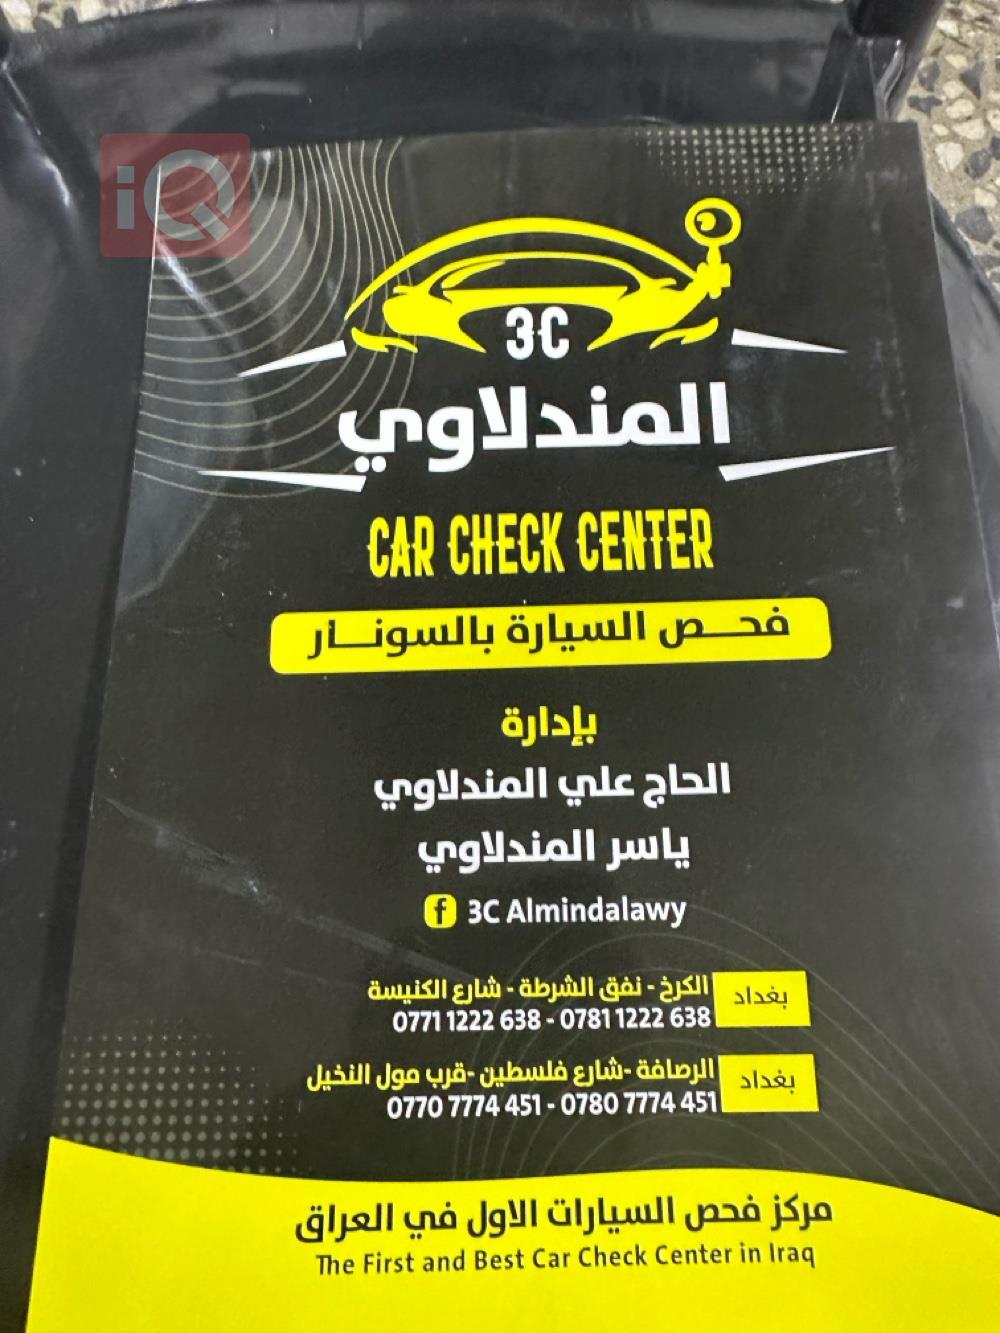 iQ
3C
المندلاوي
CAR CHECK CENTER
فحص السيارة بالسونار
بإدارة
الحاج علي المندلاوي
ياسر المندلاوي
f 3C Almindalawy
بغداد الكرخ - نفق الشرطة - شارع الكنيسة
0771 1222 638 - 0781 1222 638
بغداد الرصافة -شارع فلسطين -قرب مول النخيل
0770 7774 451 - 0780 7774 451
مركز فحص السيارات الاول في العراق
The First and Best Car Check Center in Iraq